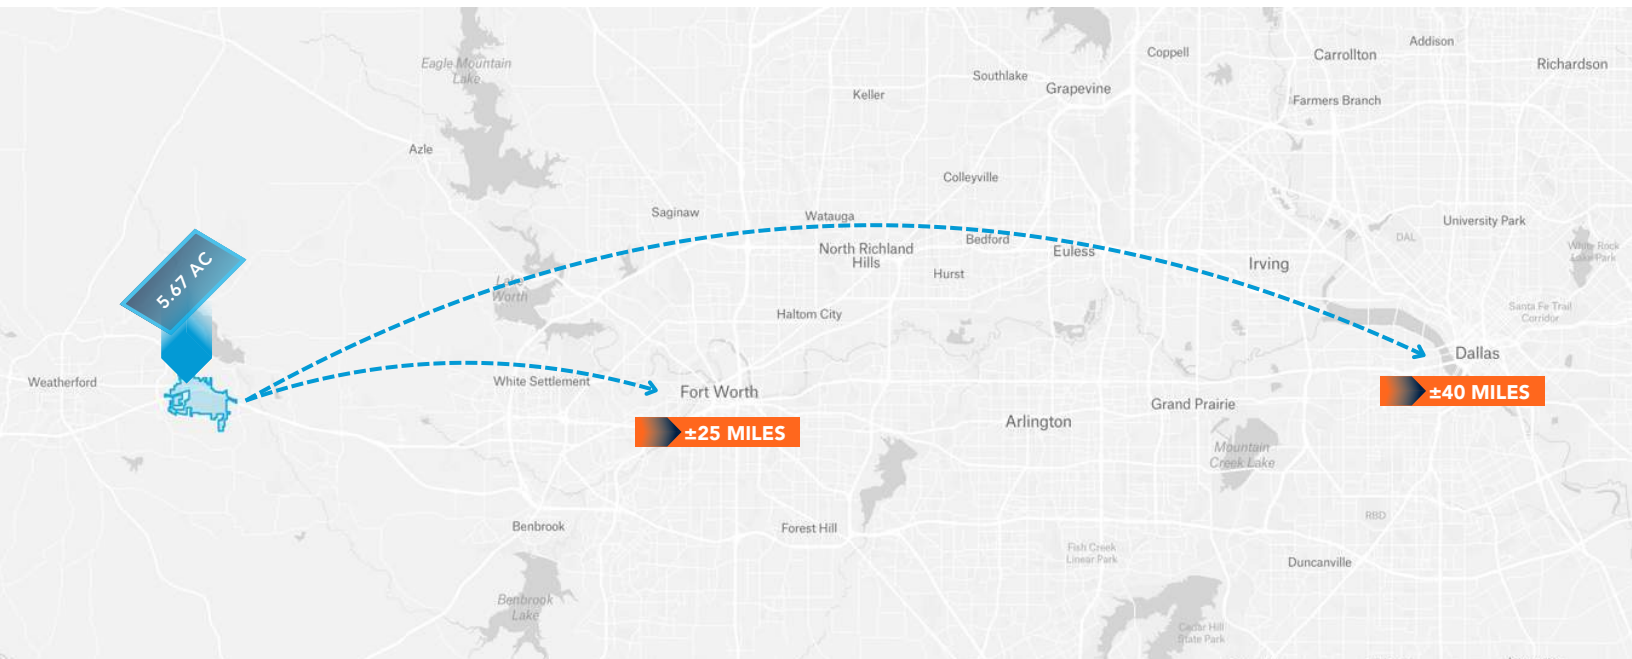 Eagle Mountain
Lake
Coppell
Carrollton
Addison
Richardson
Southlake
Grapevine
Keller
Farmers Branch
Azle
Colleyville
Saginaw
Watauga
University Park
DAL
White Rock
Lake Park
North Richland
Hills
Bedford
Euless
Irving
Hurst
5.67 AC
Lake
Worth
Haltom City
Santa Fe Trail
Corridor
Dallas
Weatherford
White Settlement
Fort Worth
±40 MILES
Grand Prairie
Arlington
±25 MILES
Mountain
Creek Lake
Benbrook
Forest Hill
RBD
Fish Creek
Linear Park
Duncanville
Benbrook
Lake
Cedar Hill
State Park